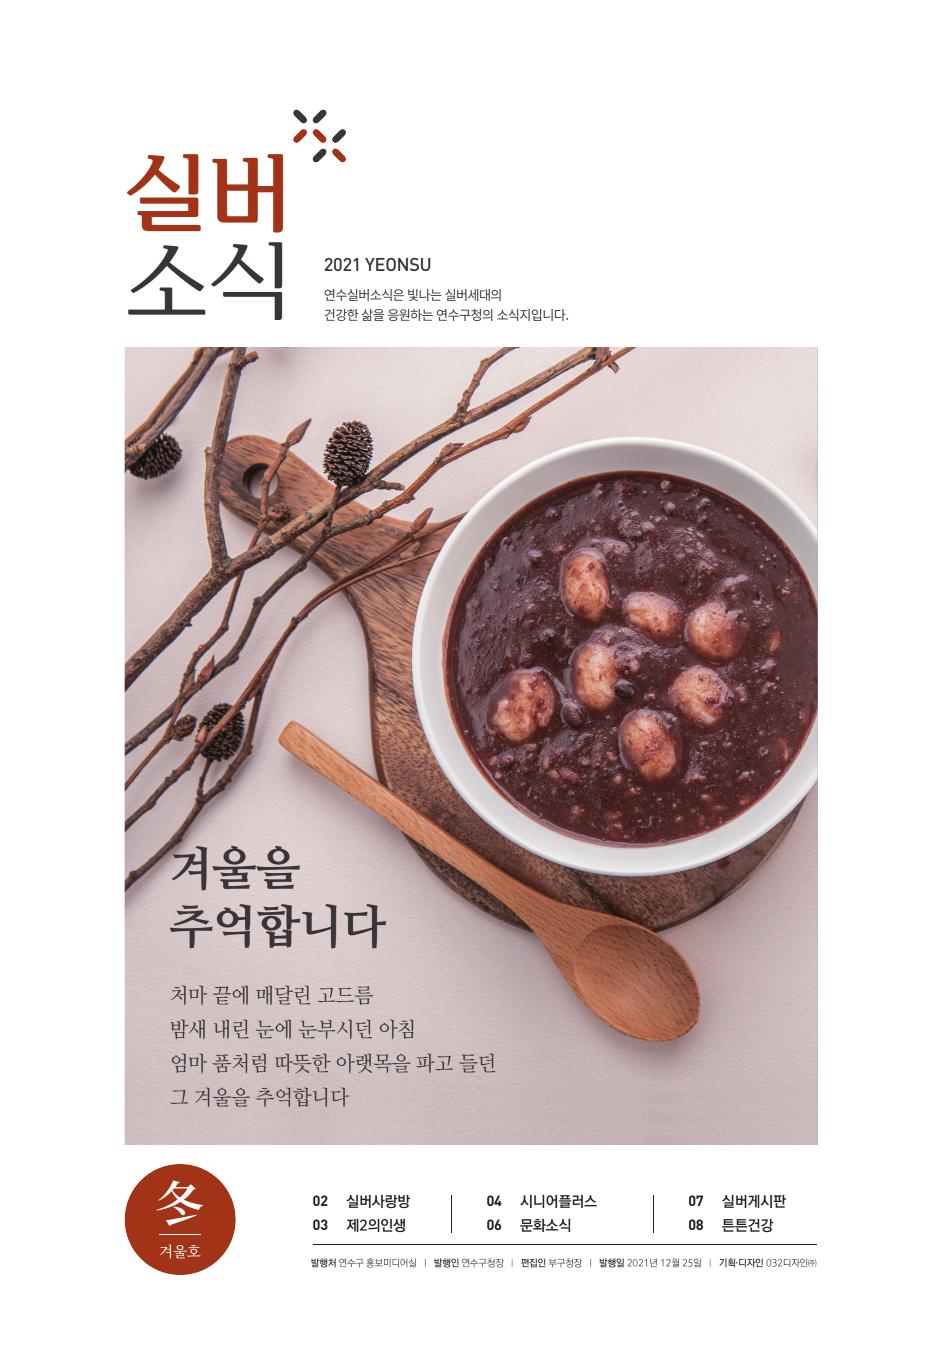 실버
소식
2021 YEONSU
연수실버소식은 빛나는 실버세대의
건강한 삶을 응원하는 연수구청의 소식지입니다.
겨울을
추억합니다
처마 끝에 매달린 고드름
밤새 내린 눈에 눈부시던 아침
엄마 품처럼 따뜻한 아랫목을 파고 들던
그 겨울을 추억합니다
冬
겨울호
02 실버사랑방
03 제2의인생
04 시니어플러스
06 문화소식
07 실버게시판
08 튼튼건강
발행처 연수구 홍보미디어실 | 발행인 연수구청장 | 편집인 부구청장 | 발행일 2021년 12월 25일 | 기획·디자인 032디자인㈜